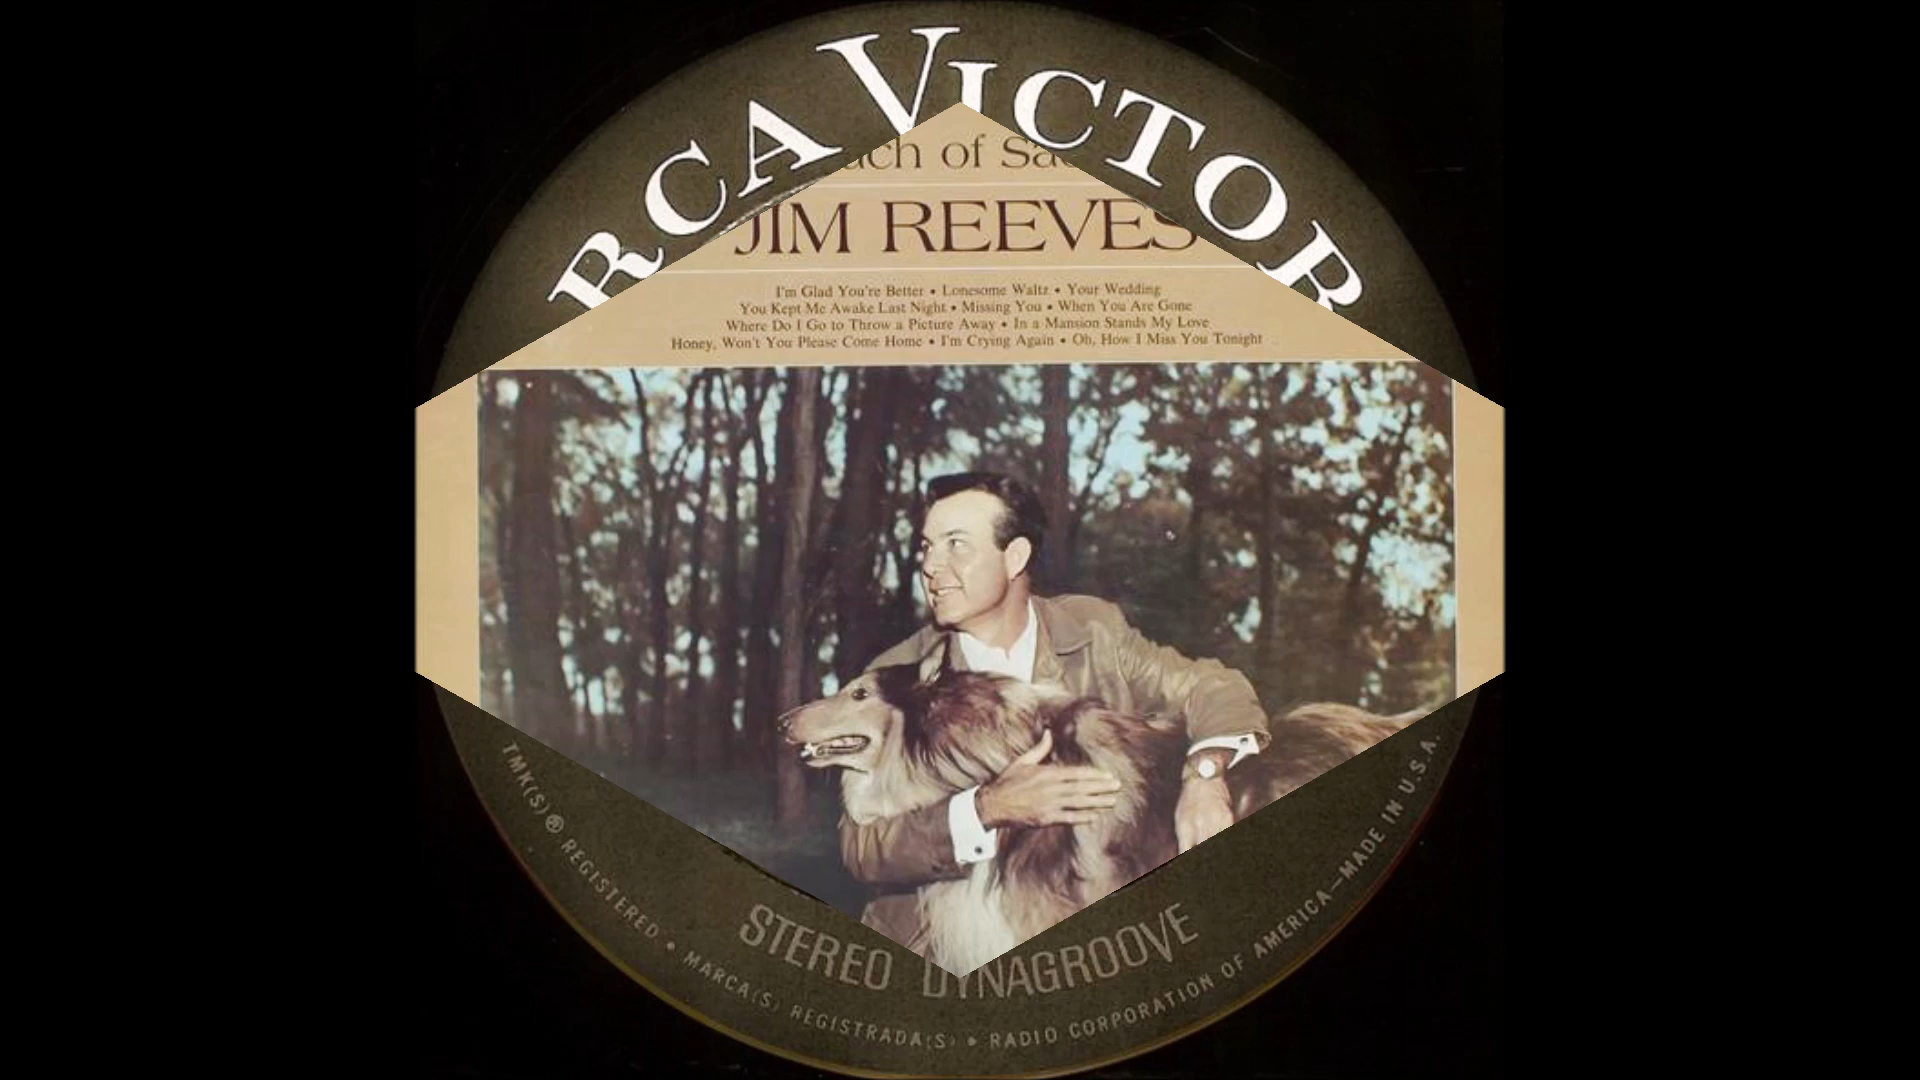 RCA VICTOR
of
JIM REEVES
I'm Glad You're Better • Lonesome Waltz • Your Wedding
You Kept Me Awake Last Night • Missing You • When You Are Gone
Where Do I Go to Throw a Picture Away • In a Mansion Stands My Love
Honey, Won't You Please Come Home • I'm Crying Again • Oh, How I Miss You Tonight
STEREO DYNAGROOVE
TMK(S) ® REGISTERED • MARCA(S) REGISTRADA(S) • RADIO CORPORATION OF AMERICA—MADE IN U.S.A.